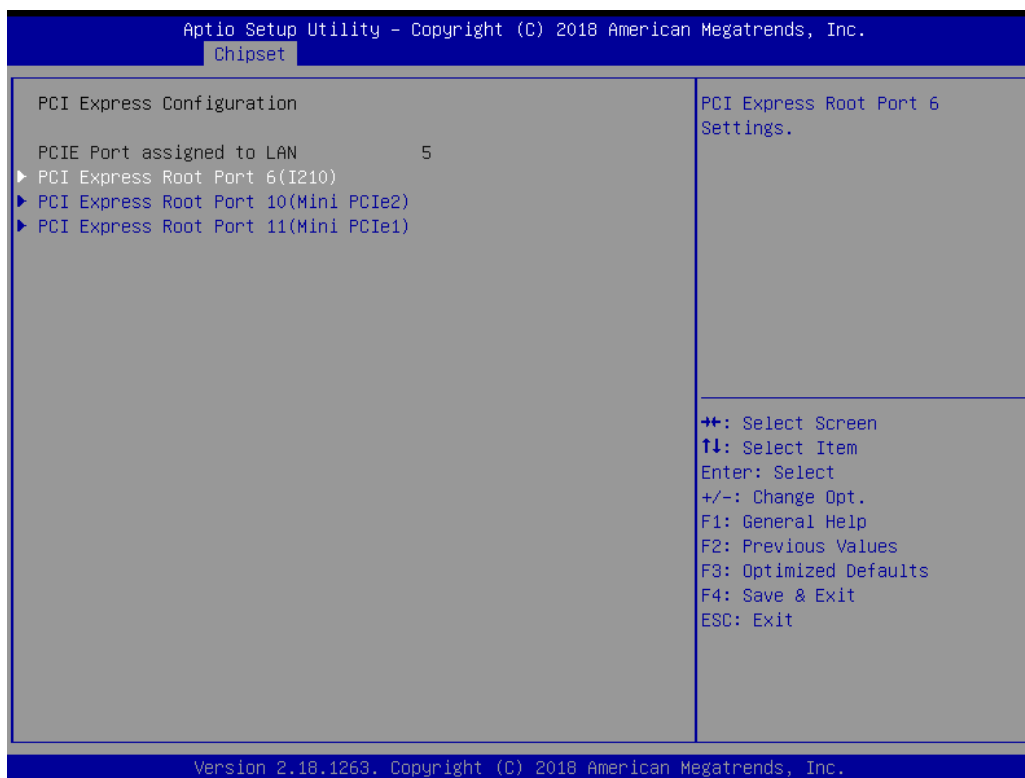 Aptio Setup Utility – Copyright (C) 2018 American Megatrends, Inc.
Chipset
PCI Express Configuration
PCIE Port assigned to LAN 5
▶ PCI Express Root Port 6(I210)
▶ PCI Express Root Port 10(Mini PCIe2)
▶ PCI Express Root Port 11(Mini PCIe1)
PCI Express Root Port 6
Settings.
→←: Select Screen
↑↓: Select Item
Enter: Select
+/-: Change Opt.
F1: General Help
F2: Previous Values
F3: Optimized Defaults
F4: Save & Exit
ESC: Exit
Version 2.18.1263. Copyright (C) 2018 American Megatrends, Inc.